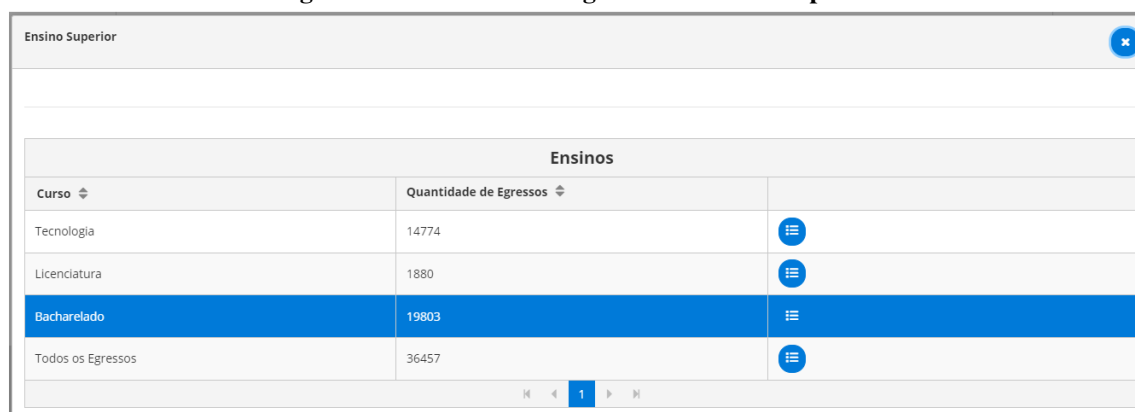 Ensino Superior
Ensinos
Curso Quantidade de Egressos
Tecnologia 14774
Licenciatura 1880
Bacharelado 19803
Todos os Egressos 36457
1